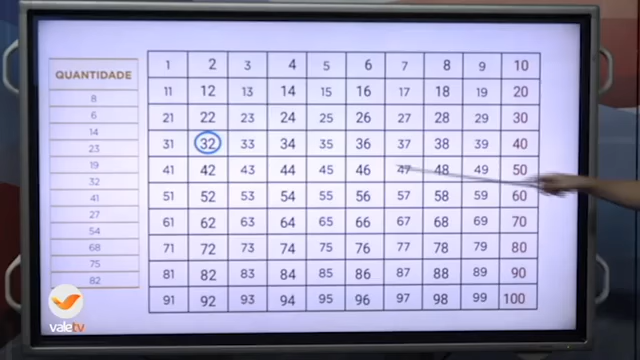 QUANTIDADE
8
6
14
23
19
32
41
27
54
68
75
82
1 2 3 4 5 6 7 8 9 10
11 12 13 14 15 16 17 18 19 20
21 22 23 24 25 26 27 28 29 30
31 32 33 34 35 36 37 38 39 40
41 42 43 44 45 46 47 48 49 50
51 52 53 54 55 56 57 58 59 60
61 62 63 64 65 66 67 68 69 70
71 72 73 74 75 76 77 78 79 80
81 82 83 84 85 86 87 88 89 90
91 92 93 94 95 96 97 98 99 100
valetv